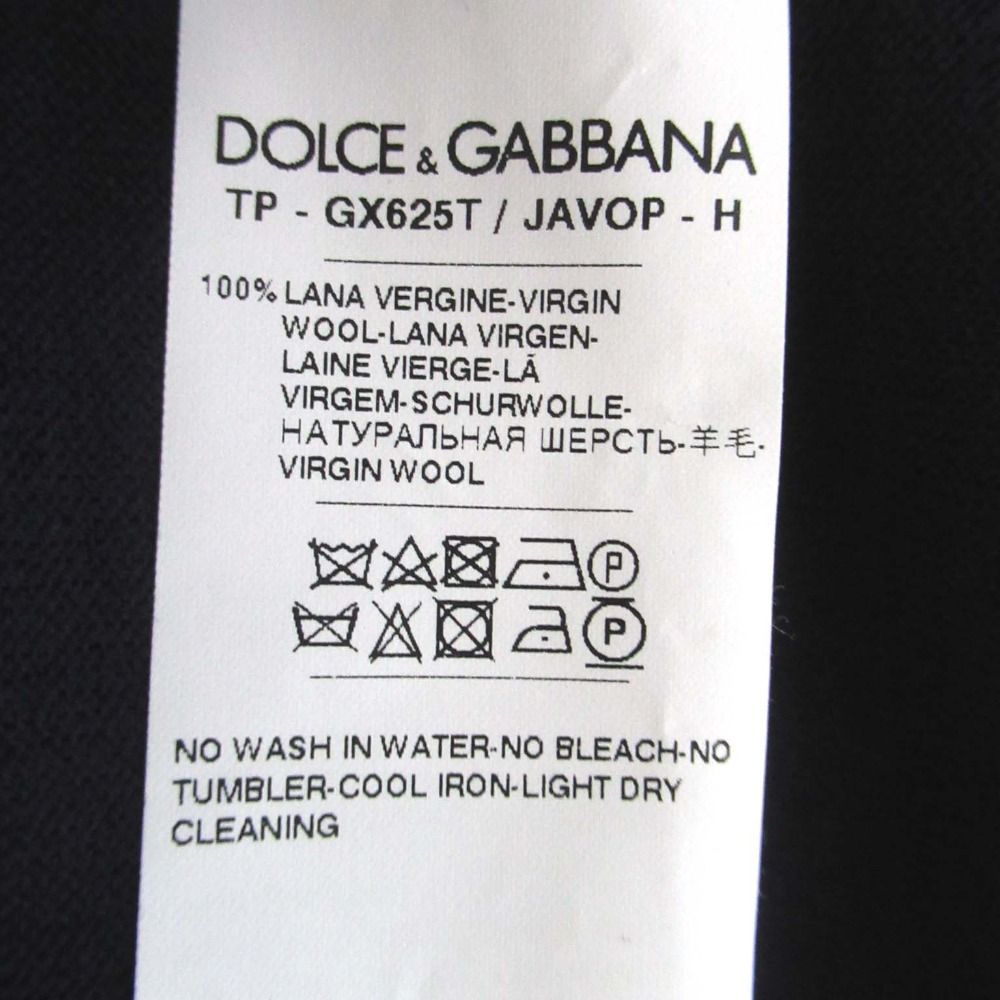 DOLCE & GABBANA
TP - GX625T / JAVOP - H
100% LANA VERGINE-VIRGIN
WOOL-LANA VIRGEN-
LAINE VIERGE-LÃ
VIRGEM-SCHURWOLLE-
НАТУРАЛЬНАЯ ШЕРСТЬ-羊毛-
VIRGIN WOOL
P
P
NO WASH IN WATER-NO BLEACH-NO
TUMBLER-COOL IRON-LIGHT DRY
CLEANING